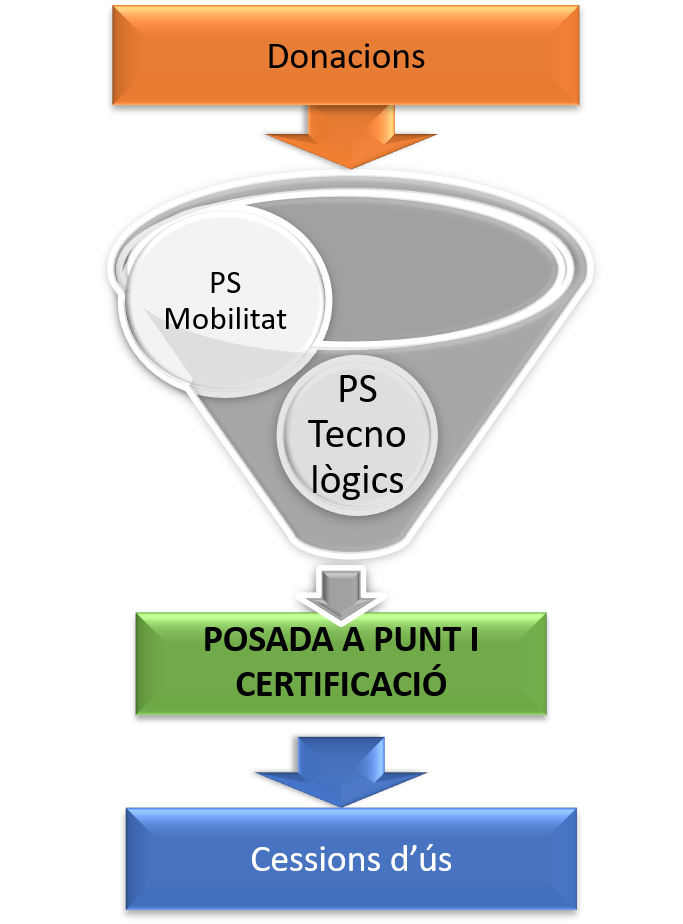 Donacions
PS
Mobilitat
PS
Tecno
lògics
POSADA A PUNT I
CERTIFICACIÓ
Cessions d’ús